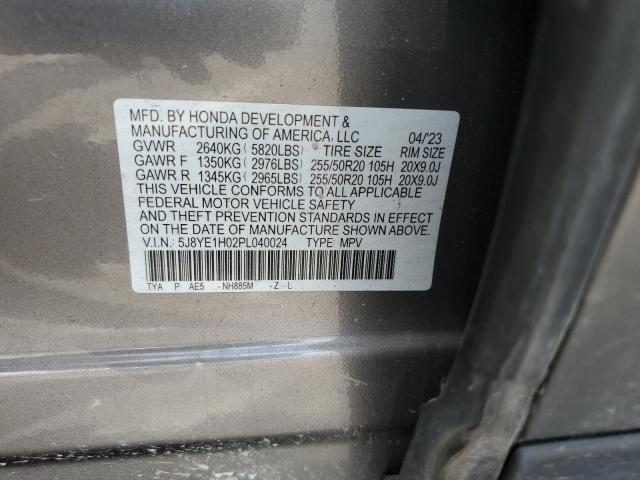 MFD. BY HONDA DEVELOPMENT &
MANUFACTURING OF AMERICA, LLC 04/'23
GVWR 2640KG( 5820LBS) TIRE SIZE RIM SIZE
GAWR F 1350KG( 2976LBS) 255/50R20 105H 20X9.0J
GAWR R 1345KG( 2965LBS) 255/50R20 105H 20X9.0J
THIS VEHICLE CONFORMS TO ALL APPLICABLE
FEDERAL MOTOR VEHICLE SAFETY
AND THEFT PREVENTION STANDARDS IN EFFECT
ON THE DATE OF MANUFACTURE SHOWN ABOVE.
V.I.N.: 5J8YE1H02PL040024 TYPE MPV
TYA P AE5 -NH885M -Z-L